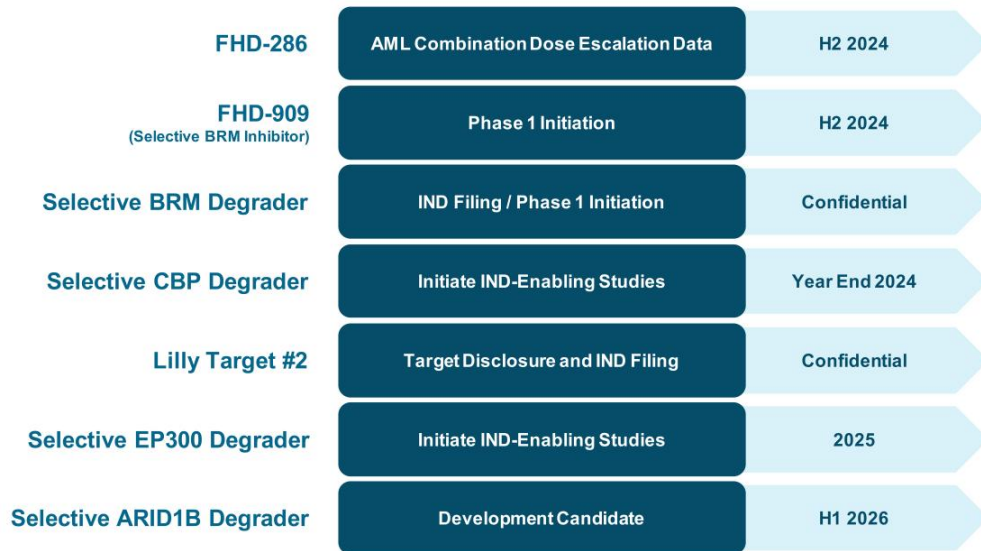 FHD-286
AML Combination Dose Escalation Data
H2 2024
FHD-909
(Selective BRM Inhibitor)
Phase 1 Initiation
H2 2024
Selective BRM Degrader
IND Filing / Phase 1 Initiation
Confidential
Selective CBP Degrader
Initiate IND-Enabling Studies
Year End 2024
Lilly Target #2
Target Disclosure and IND Filing
Confidential
Selective EP300 Degrader
Initiate IND-Enabling Studies
2025
Selective ARID1B Degrader
Development Candidate
H1 2026